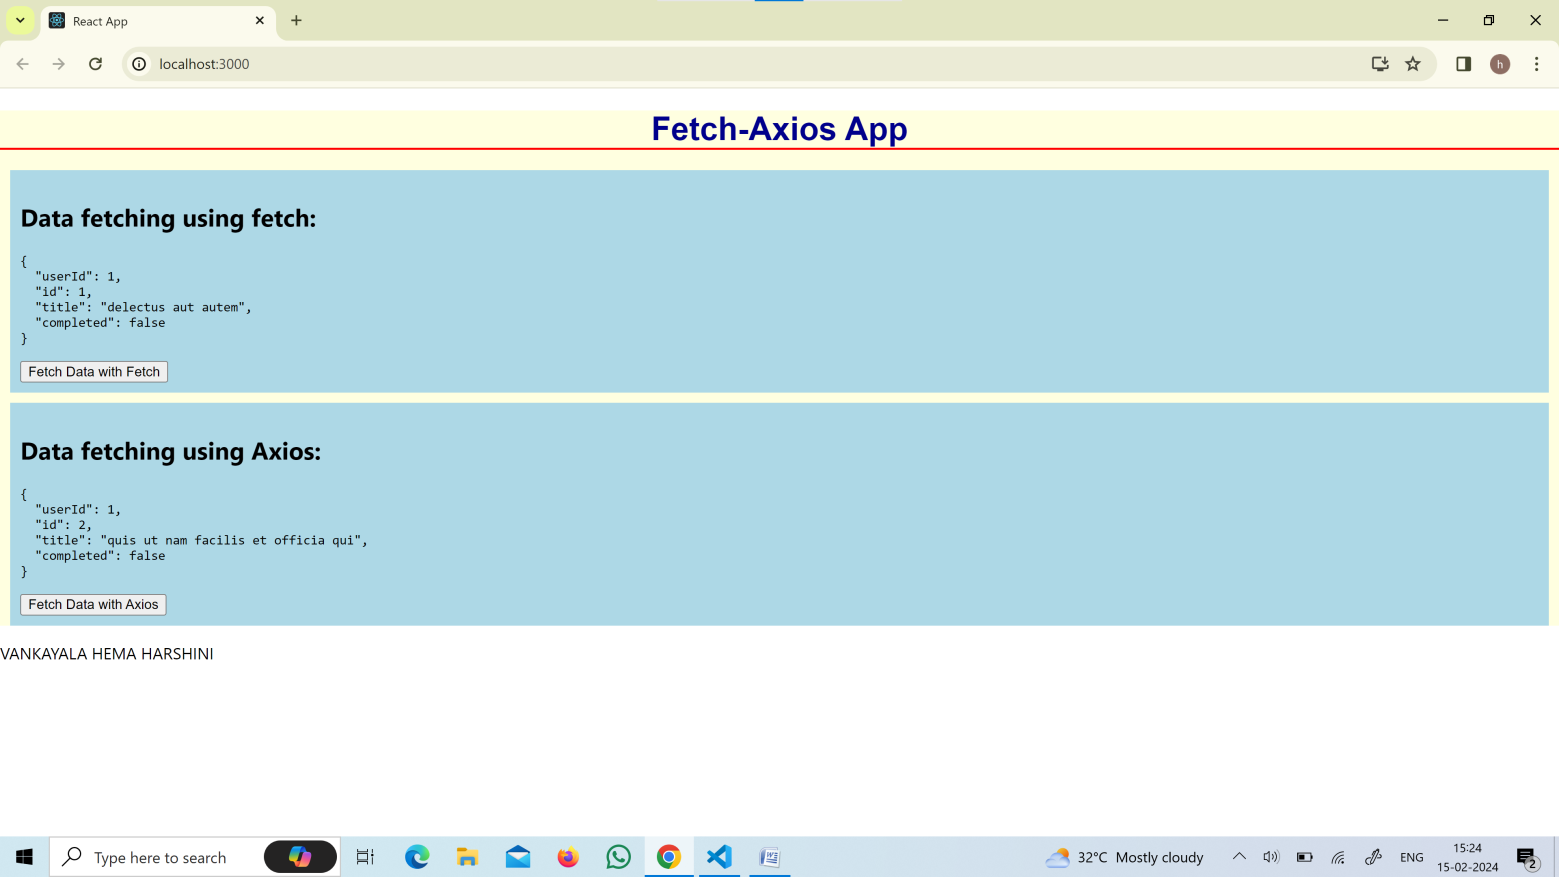 React App
localhost:3000
h
Fetch-Axios App
Data fetching using fetch:
{
  "userId": 1,
  "id": 1,
  "title": "delectus aut autem",
  "completed": false
}
Fetch Data with Fetch
Data fetching using Axios:
{
  "userId": 1,
  "id": 2,
  "title": "quis ut nam facilis et officia qui",
  "completed": false
}
Fetch Data with Axios
VANKAYALA HEMA HARSHINI
Type here to search
32°C Mostly cloudy
ENG
15:24
15-02-2024
2